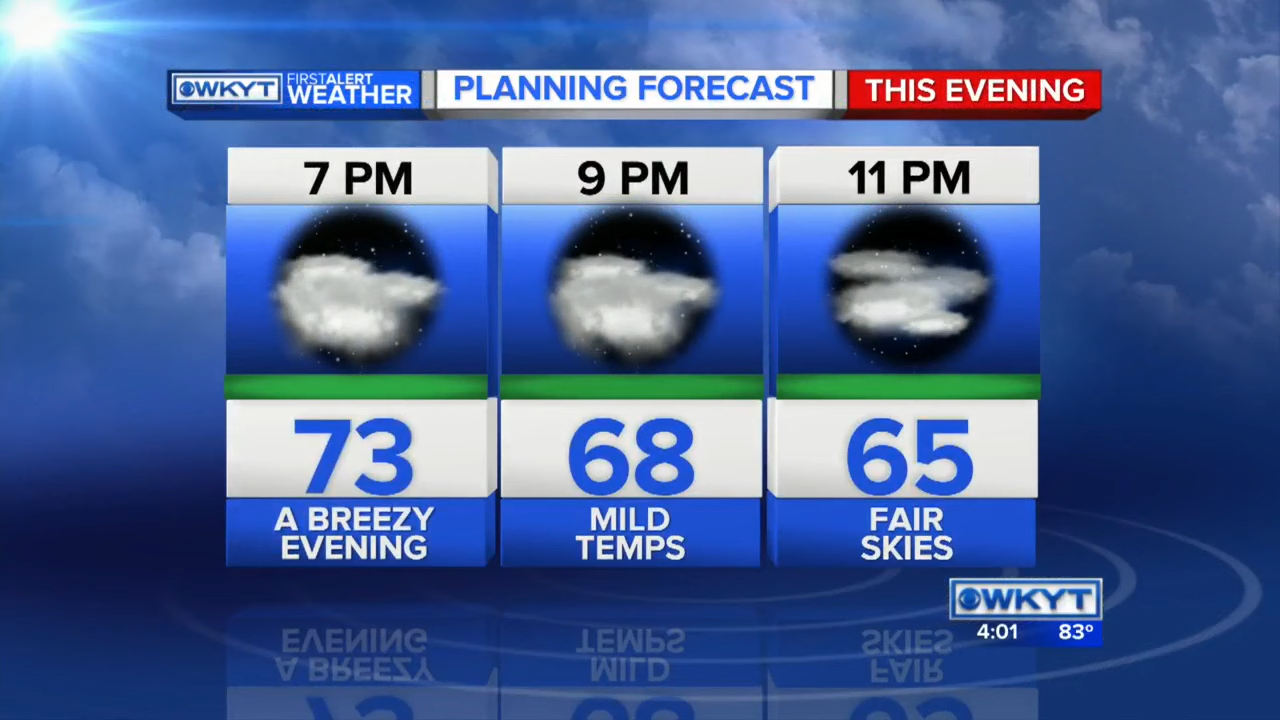 WKYT FIRST ALERT WEATHER
PLANNING FORECAST
THIS EVENING
7 PM
9 PM
11 PM
73
68
65
A BREEZY
EVENING
MILD
TEMPS
FAIR
SKIES
WKYT
4:01 83°